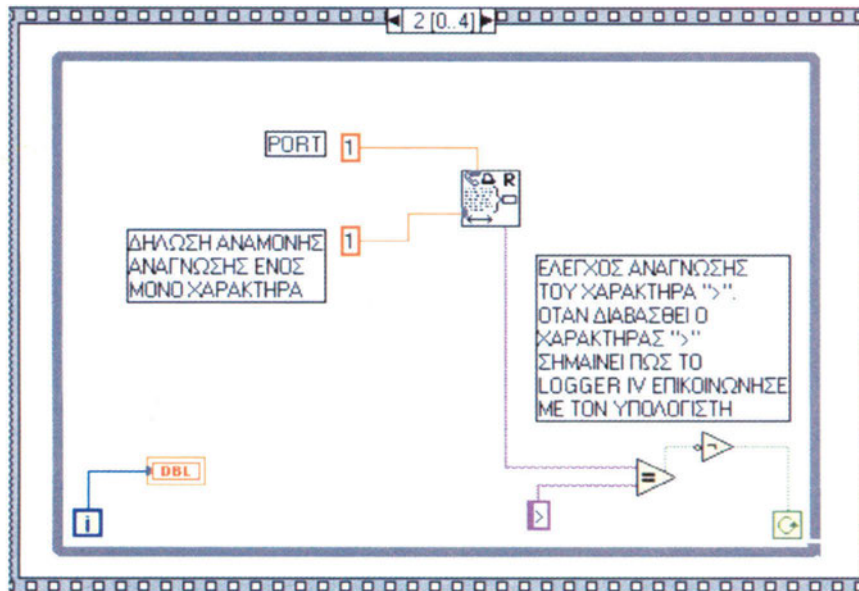 2 [0..4]
PORT
1
R
ΔΗΛΩΣΗ ΑΝΑΜΟΝΗΣ
ΑΝΑΓΝΩΣΗΣ ΕΝΟΣ
ΜΟΝΟ ΧΑΡΑΚΤΗΡΑ
1
ΕΛΕΓΧΟΣ ΑΝΑΓΝΩΣΗΣ
ΤΟΥ ΧΑΡΑΚΤΗΡΑ ">".
ΟΤΑΝ ΔΙΑΒΑΣΘΕΙ Ο
ΧΑΡΑΚΤΗΡΑΣ ">"
ΣΗΜΑΙΝΕΙ ΠΩΣ ΤΟ
LOGGER IV ΕΠΙΚΟΙΝΩΝΗΣΕ
ΜΕ ΤΟΝ ΥΠΟΛΟΓΙΣΤΗ
DBL
=
i
>